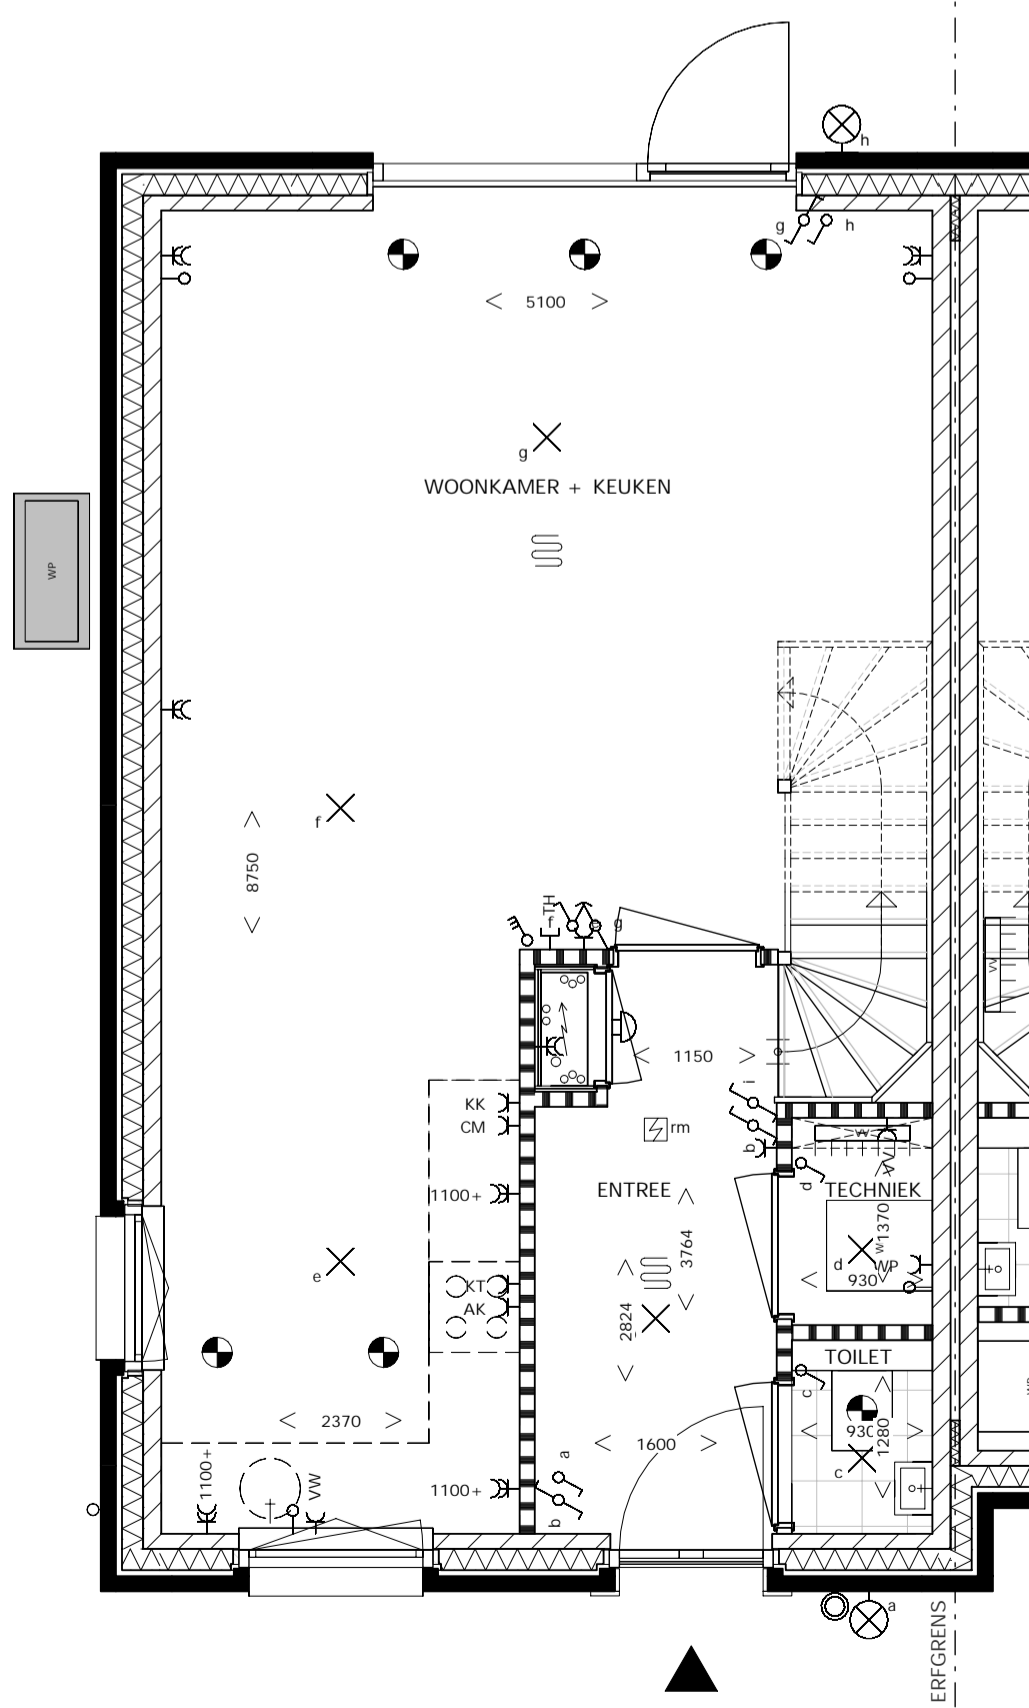 h
g
h
< 5100 >
g
WOONKAMER + KEUKEN
WP
f
< 8750 >
TH
f
g
< 1150 >
i
KK
CM
rm
b
1100+
ENTREE
d
TECHNIEK
< 1370 >
< 3764 >
e
d
W
WP
< 930 >
KT
AK
< 2824 >
TOILET
c
< 2370 >
< 930 >
< 1280 >
< 1600 >
a
c
1100+
VW
1100+
b
a
ERFGRENS